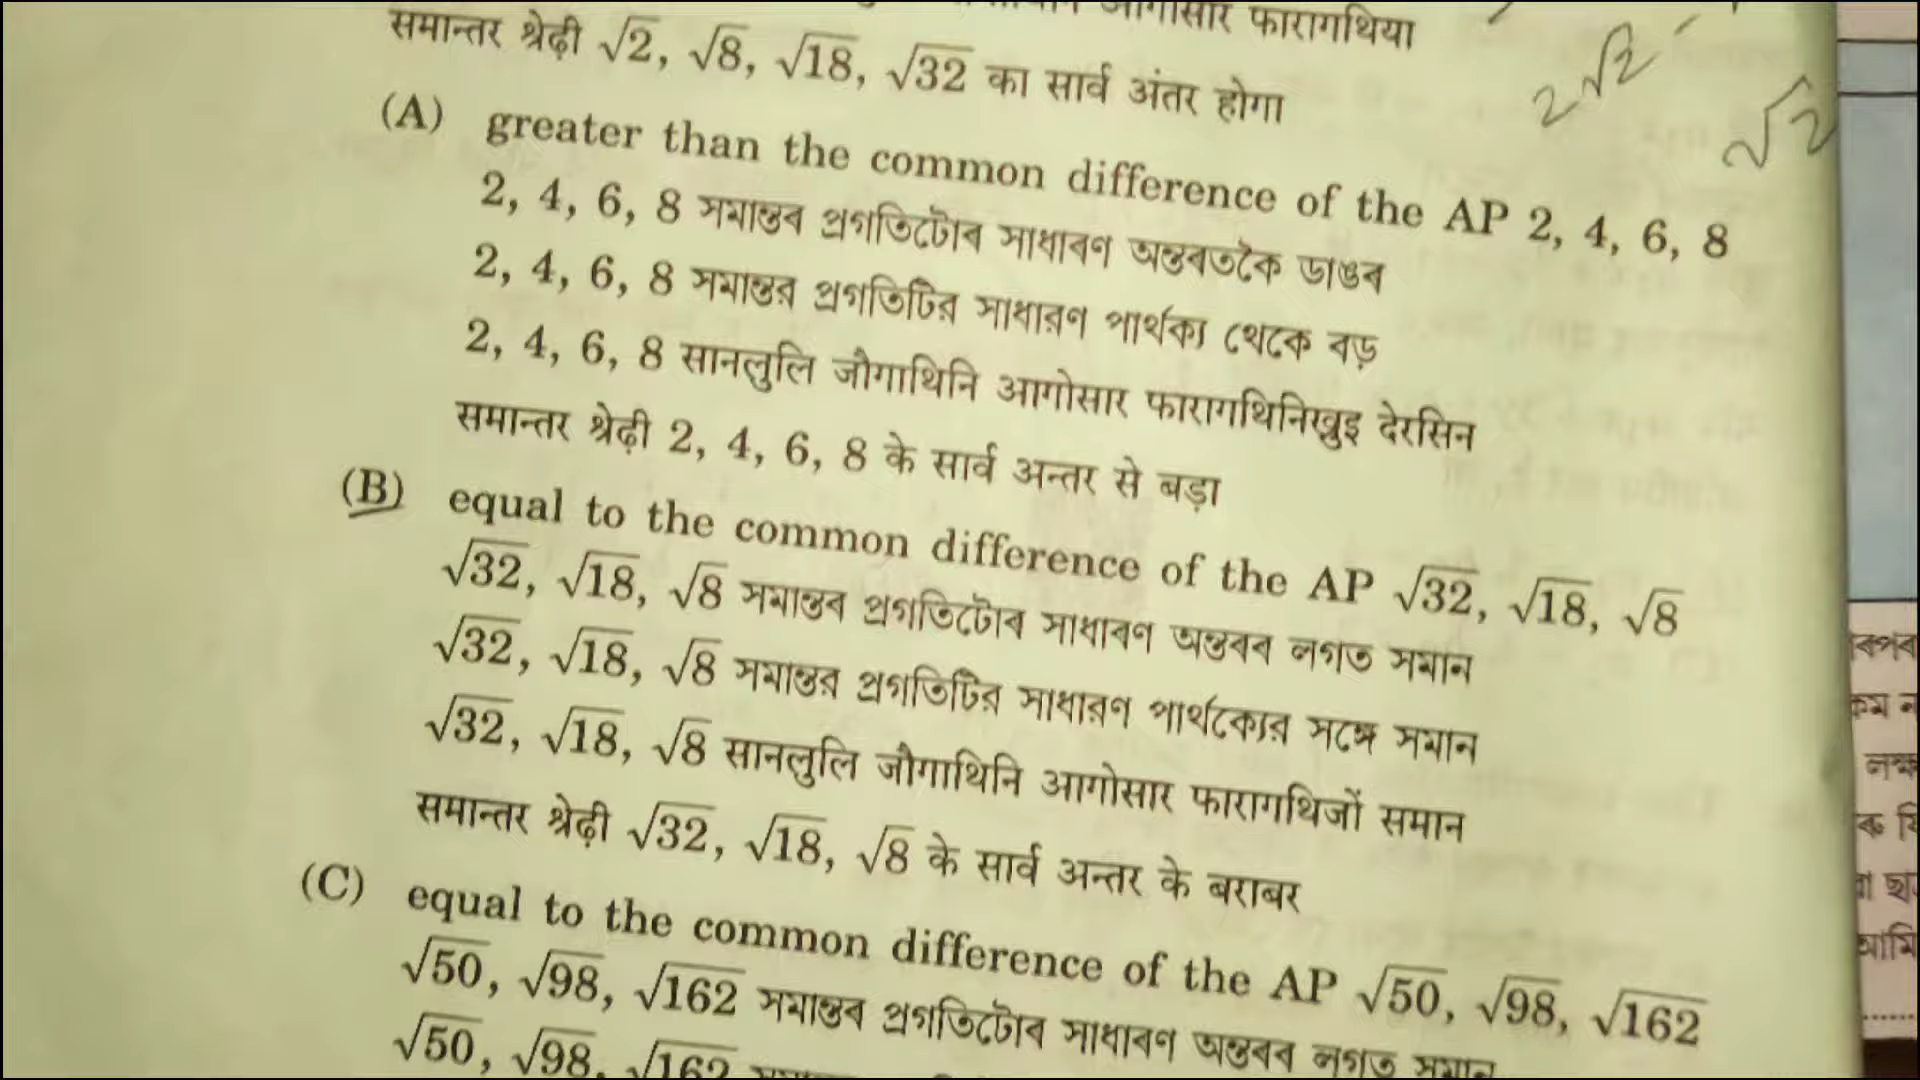 आगोसार फारागथिया
समान्तर श्रेढ़ी √2, √8, √18, √32 का सार्व अंतर होगा
2√2
√2
(A) greater than the common difference of the AP 2, 4, 6, 8
2, 4, 6, 8 সমান্তৰ প্ৰগতিটোৰ সাধাৰণ অন্তৰতকৈ ডাঙৰ
2, 4, 6, 8 সমান্তর প্রগতিটির সাধারণ পার্থক্য থেকে বড়
2, 4, 6, 8 सानलुलि जौगाथिनि आगोसार फारागथिनिख्रुइ देरसिन
समान्तर श्रेढ़ी 2, 4, 6, 8 के सार्व अन्तर से बड़ा
(B) equal to the common difference of the AP √32, √18, √8
√32, √18, √8 সমান্তৰ প্ৰগতিটোৰ সাধাৰণ অন্তৰৰ লগত সমান
√32, √18, √8 সমান্তর প্রগতিটির সাধারণ পার্থক্যের সঙ্গে সমান
√32, √18, √8 सानलुलि जौगाथिनि आगोसार फारागथिजों समान
समान्तर श्रेढ़ी √32, √18, √8 के सार्व अन्तर के बराबर
(C) equal to the common difference of the AP √50, √98, √162
√50, √98, √162 সমান্তৰ প্ৰগতিটোৰ সাধাৰণ অন্তৰৰ লগত সমান
√50, √98, √162